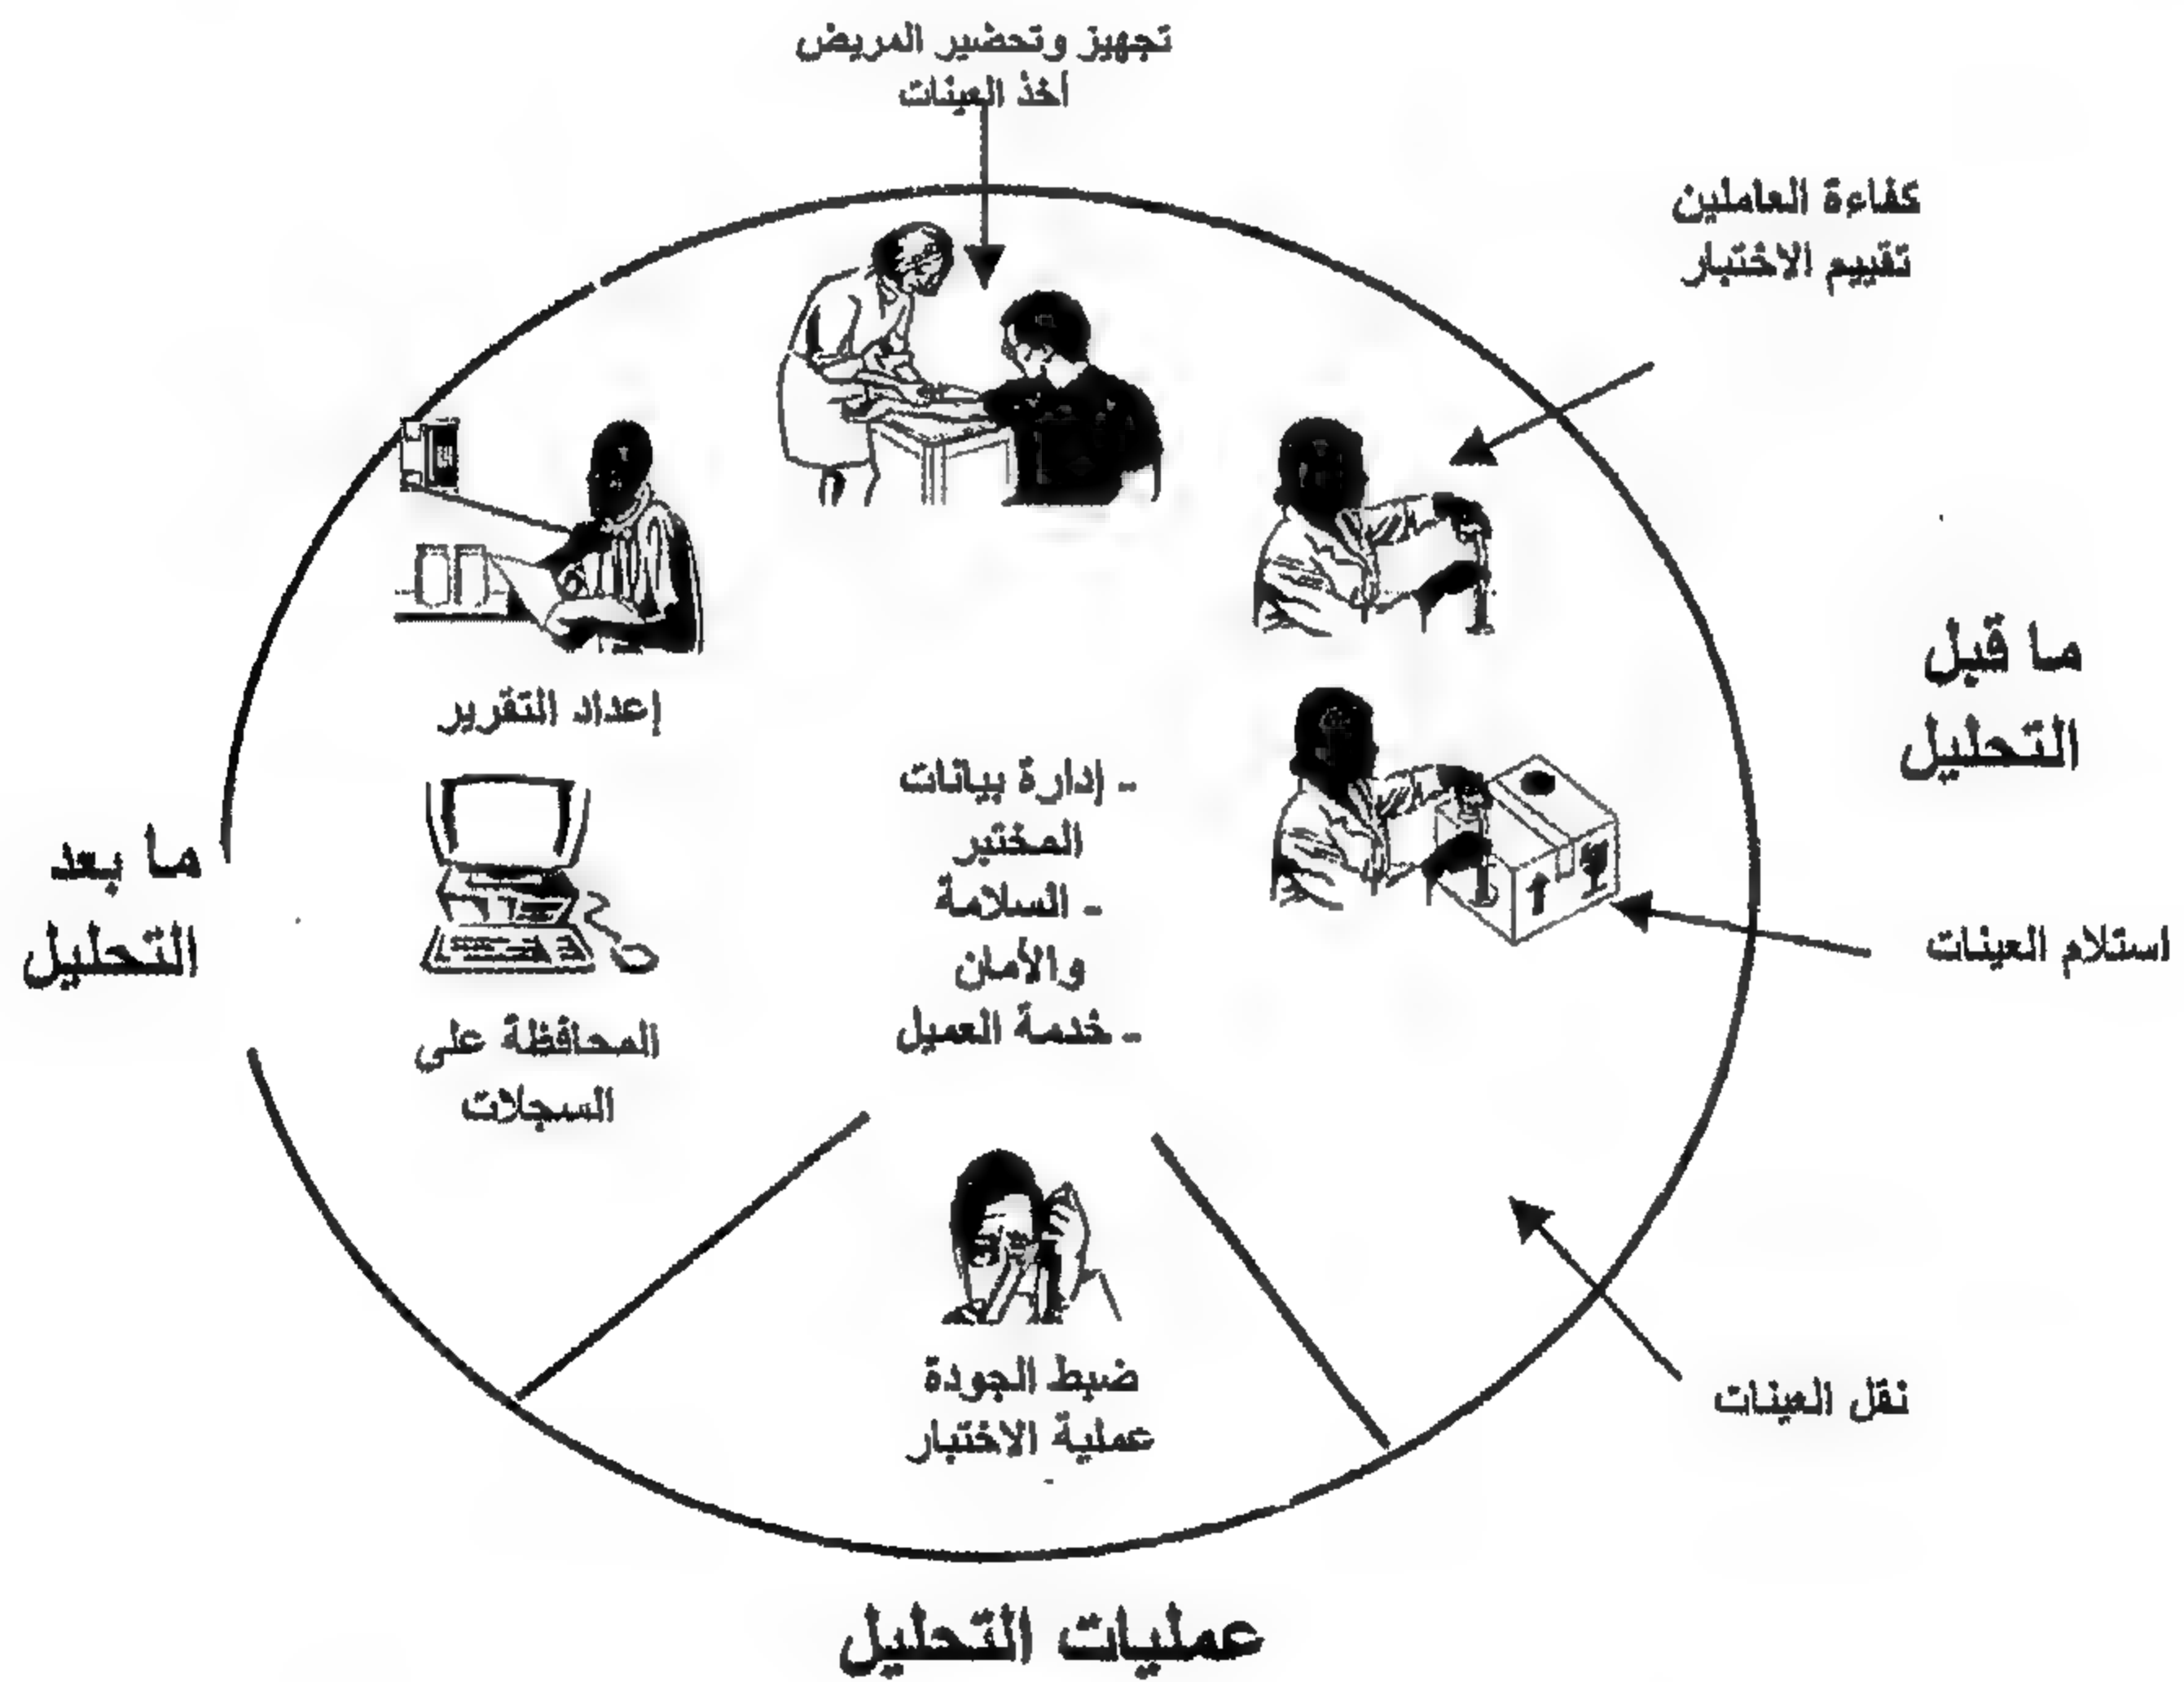 تجهيز وتحضير المريض
أخذ العينات
كفاءة العاملين
تقييم الاختبار
ما قبل
التحليل
استلام العينات
نقل العينات
إعداد التقرير
المحافظة على
السجلات
- إدارة بيانات
المختبر
- السلامة
والأمان
- خدمة العميل
ما بعد
التحليل
ضبط الجودة
عملية الاختبار
عمليات التحليل